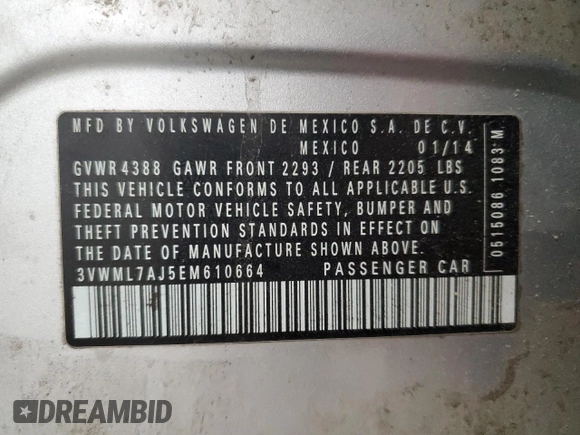 MFD BY VOLKSWAGEN DE MEXICO S.A. DE C.V.
MEXICO 01/14
GVWR 4388 GAWR FRONT 2293 / REAR 2205 LBS
THIS VEHICLE CONFORMS TO ALL APPLICABLE U.S.
FEDERAL MOTOR VEHICLE SAFETY, BUMPER AND
THEFT PREVENTION STANDARDS IN EFFECT ON
THE DATE OF MANUFACTURE SHOWN ABOVE.
3VWML7AJ5EM610664 PASSENGER CAR
0515086 1083 M
DREAMBID